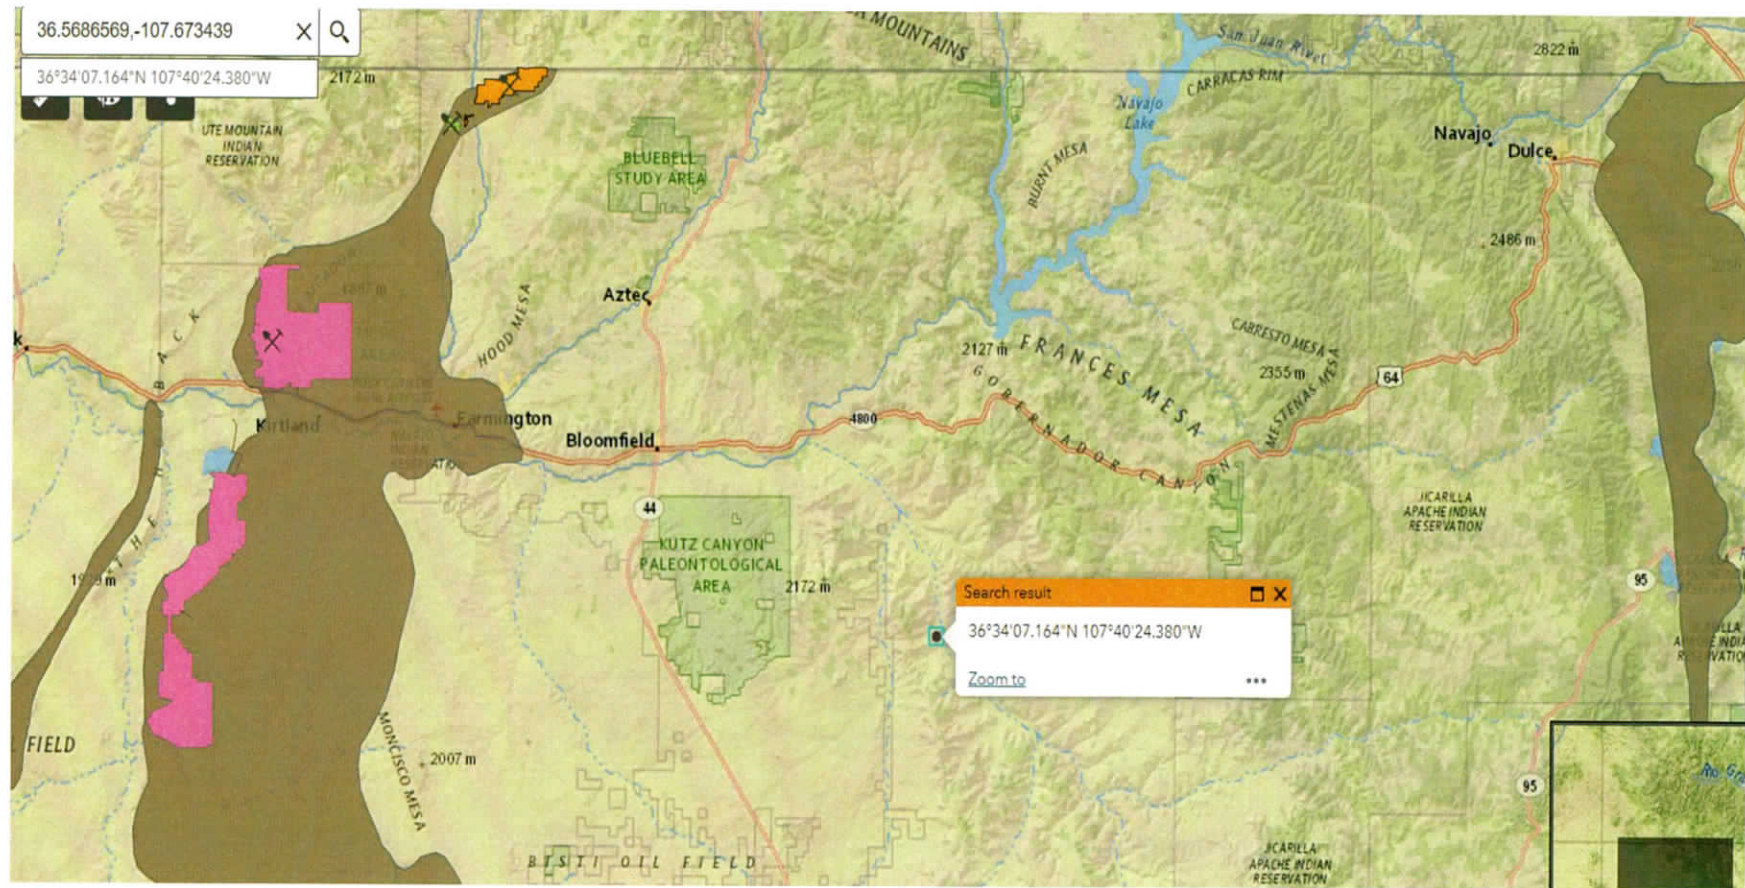 36.5686569,-107.673439
36°34'07.164"N 107°40'24.380"W
2172 m
MOUNTAINS
San Juan River
2822 m
CARRACAS RIM
Navajo
Lake
UTE MOUNTAIN
INDIAN
RESERVATION
BLUEBELL
STUDY AREA
BURNT MESA
Navajo
Dulce
2486 m
Aztec
HOOD MESA
THE HOGBACK
2127 m
FRANCES MESA
CABRESTO MESA
2355 m
MESTENAS MESA
64
GOBERNADOR CANYON
4800
Kirtland
Farmington
Bloomfield
44
KUTZ CANYON
PALEONTOLOGICAL
AREA
2172 m
JICARILLA
APACHE INDIAN
RESERVATION
95
Search result
36°34'07.164"N 107°40'24.380"W
Zoom to
FIELD
MONCISCO MESA
2007 m
95
BISTI OIL FIELD
JICARILLA
APACHE INDIAN
RESERVATION